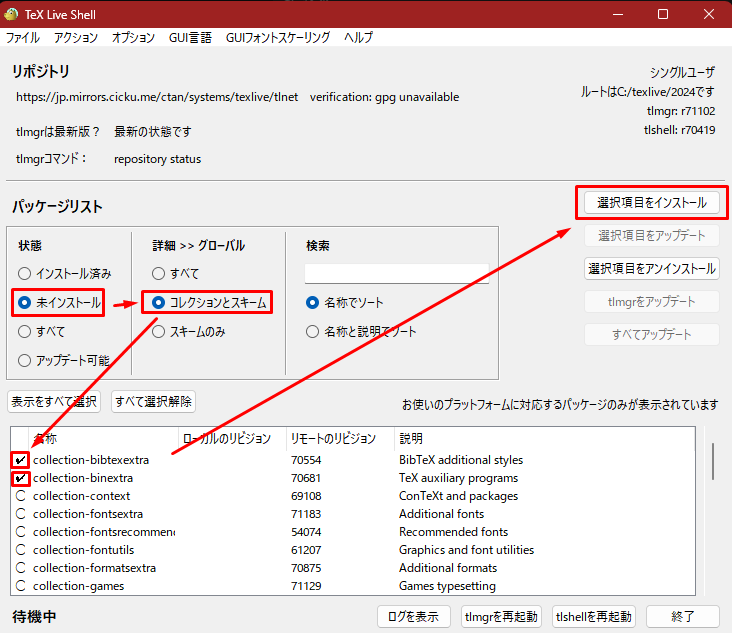 TeX Live Shell
ファイル アクション オプション GUI言語 GUIフォントスケーリング ヘルプ
リポジトリ
シングルユーザ
https://jp.mirrors.cicku.me/ctan/systems/texlive/tlnet verification: gpg unavailable
ルートはC:/texlive/2024です
tlmgr: r71102
tlmgrは最新版？ 最新の状態です
tlshell: r70419
tlmgrコマンド： repository status
パッケージリスト
選択項目をインストール
選択項目をアップデート
選択項目をアンインストール
tlmgrをアップデート
すべてアップデート
状態
インストール済み
未インストール
すべて
アップデート可能
詳細 >> グローバル
すべて
コレクションとスキーム
スキームのみ
検索
名称でソート
名称と説明でソート
表示をすべて選択 すべて選択解除
お使いのプラットフォームに対応するパッケージのみが表示されています
名称 ローカルのリビジョン リモートのリビジョン 説明
collection-bibtexextra 70554 BibTeX additional styles
collection-binextra 70681 TeX auxiliary programs
collection-context 69108 ConTeXt and packages
collection-fontsextra 71183 Additional fonts
collection-fontsrecommen 54074 Recommended fonts
collection-fontutils 61207 Graphics and font utilities
collection-formatsextra 70875 Additional formats
collection-games 71129 Games typesetting
待機中 ログを表示 tlmgrを再起動 tlshellを再起動 終了